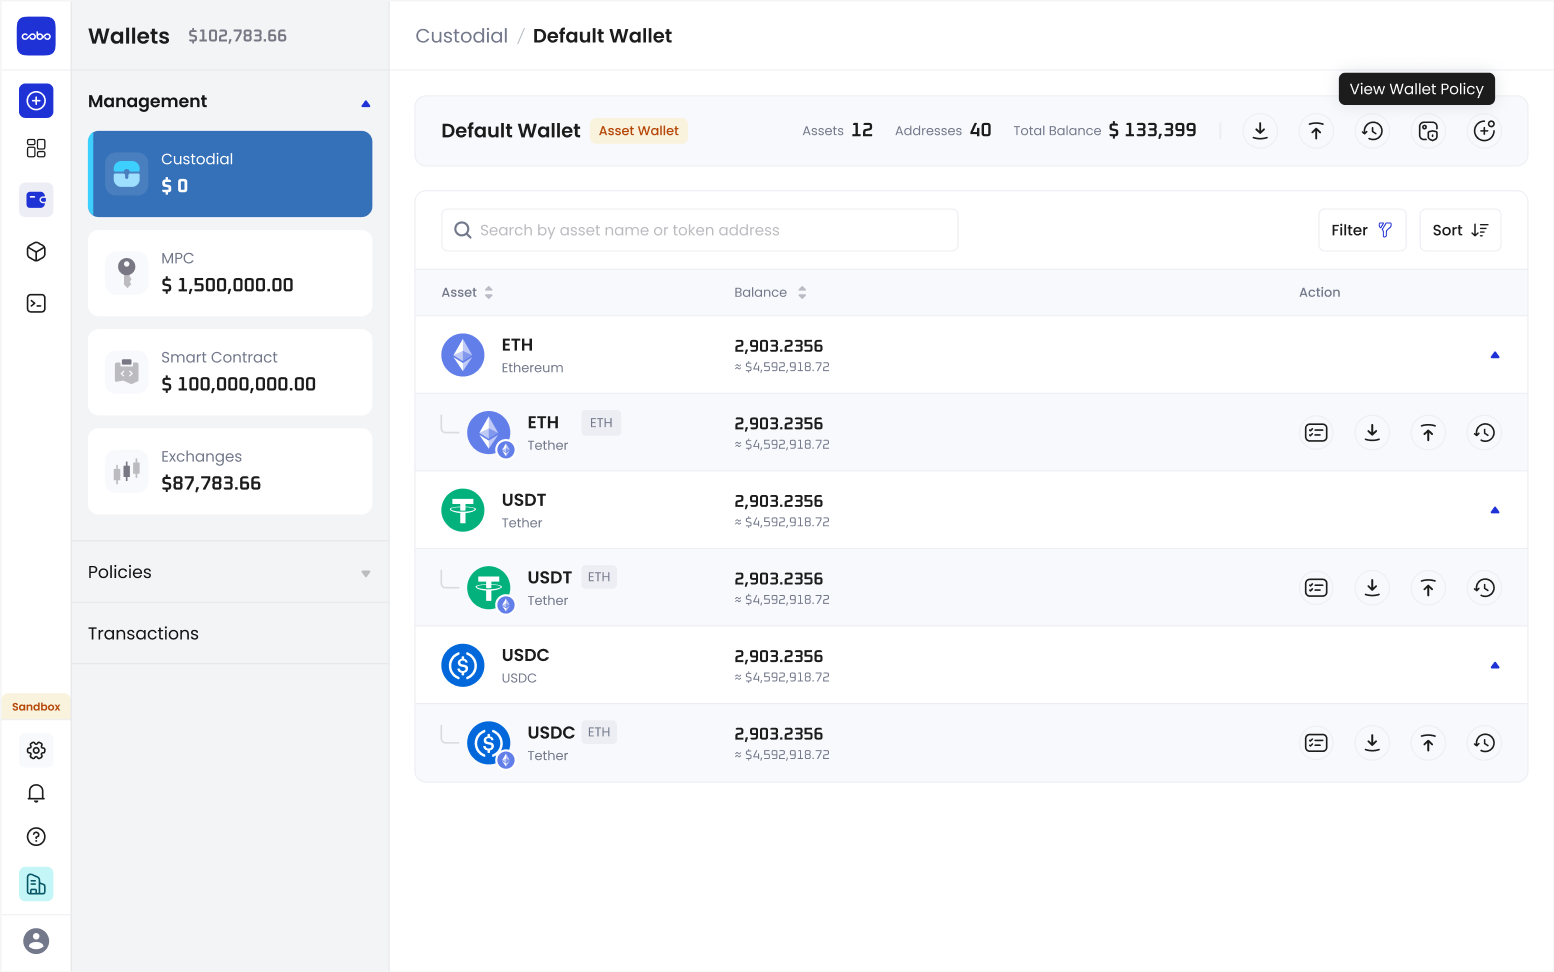 cobo
Wallets $102,783.66
Custodial / Default Wallet
View Wallet Policy
Management
Custodial
$ 0
MPC
$ 1,500,000.00
Smart Contract
$ 100,000,000.00
Exchanges
$87,783.66
Policies
Transactions
Sandbox
Default Wallet Asset Wallet Assets 12 Addresses 40 Total Balance $ 133,399
Search by asset name or token address Filter Sort
Asset Balance Action
ETH 2,903.2356
Ethereum ≈ $4,592,918.72
ETH ETH 2,903.2356
Tether ≈ $4,592,918.72
USDT 2,903.2356
Tether ≈ $4,592,918.72
USDT ETH 2,903.2356
Tether ≈ $4,592,918.72
USDC 2,903.2356
USDC ≈ $4,592,918.72
USDC ETH 2,903.2356
Tether ≈ $4,592,918.72